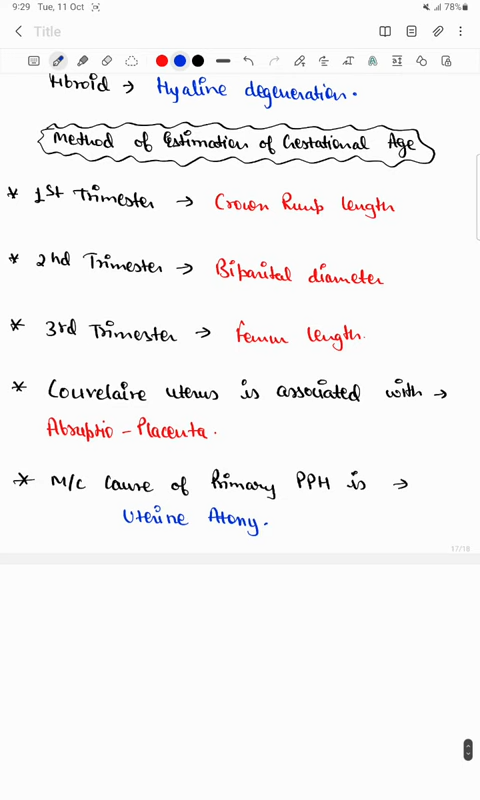 9:29 Tue, 11 Oct 78%
Title
Fibroid → Hyaline degeneration.
Method of Estimation of Gestational Age
* 1st Trimester → Crown Rump length
* 2nd Trimester → Biparital diameter
* 3rd Trimester → Femur length.
* Couvelaire uterus is associated with →
Absuptio - Placenta.
* M/c Cause of Primary PPH is →
Uterine Atony.
17/18